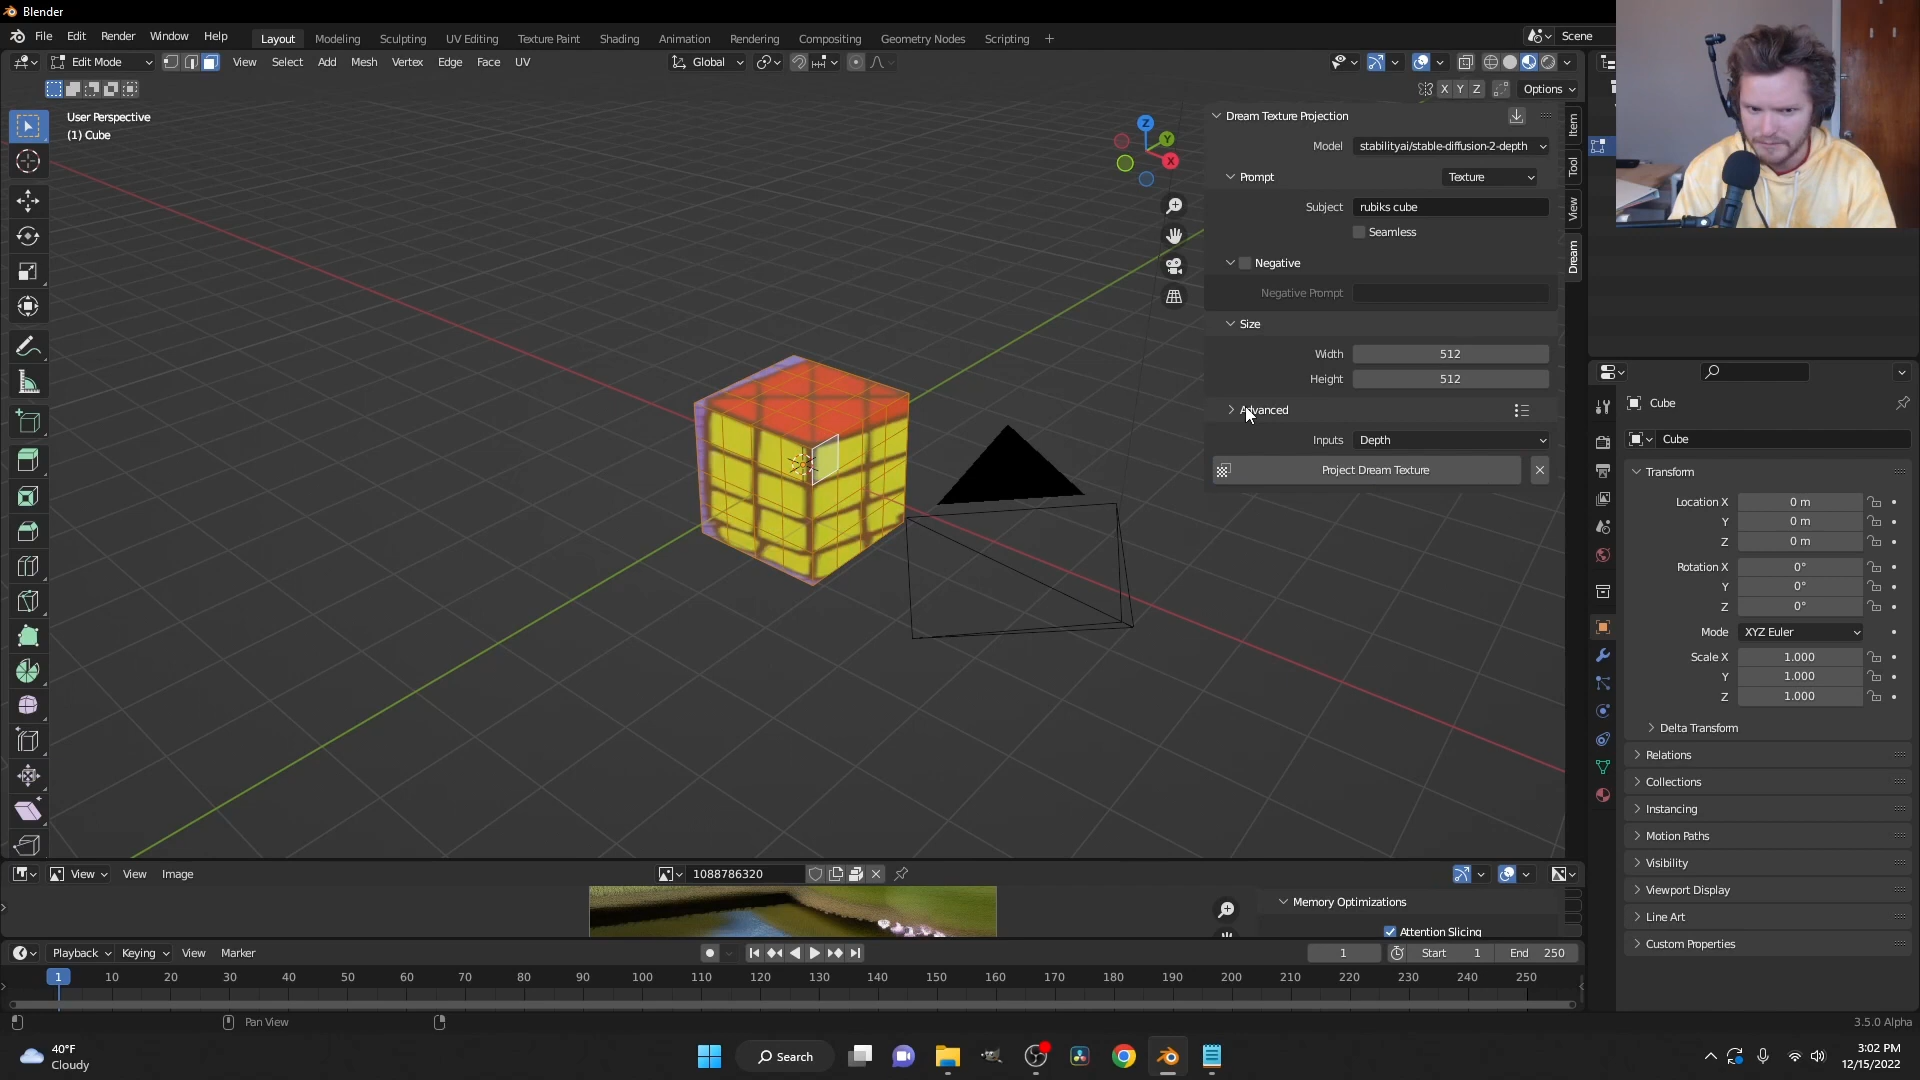 Blender
File Edit Render Window Help
Layout Modeling Sculpting UV Editing Texture Paint Shading Animation Rendering Compositing Geometry Nodes Scripting +
Scene
Edit Mode
View Select Add Mesh Vertex Edge Face UV
Global
X Y Z
Options
User Perspective
(1) Cube
Z
Y
X
Dream Texture Projection
Model stabilityai/stable-diffusion-2-depth
Prompt Texture
Subject rubiks cube
Seamless
Negative
Negative Prompt
Size
Width 512
Height 512
Advanced
Inputs Depth
Project Dream Texture
Item
Tool
View
Dream
Cube
Cube
Transform
Location X 0 m
Y 0 m
Z 0 m
Rotation X 0°
Y 0°
Z 0°
Mode XYZ Euler
Scale X 1.000
Y 1.000
Z 1.000
Delta Transform
Relations
Collections
Instancing
Motion Paths
Visibility
Viewport Display
Line Art
Custom Properties
View View Image
1088786320
Memory Optimizations
Attention Slicing
Playback Keying View Marker
1 Start 1 End 250
1 10 20 30 40 50 60 70 80 90 100 110 120 130 140 150 160 170 180 190 200 210 220 230 240 250
Pan View
3.5.0 Alpha
40°F
Cloudy
Search
3:02 PM
12/15/2022